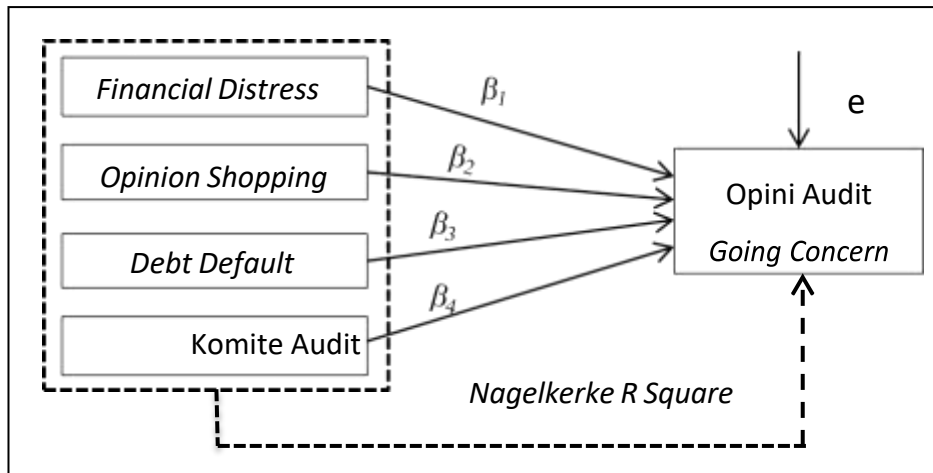 Financial Distress
β1
e
Opinion Shopping
β2
Opini Audit
Going Concern
Debt Default
β3
Komite Audit
β4
Nagelkerke R Square